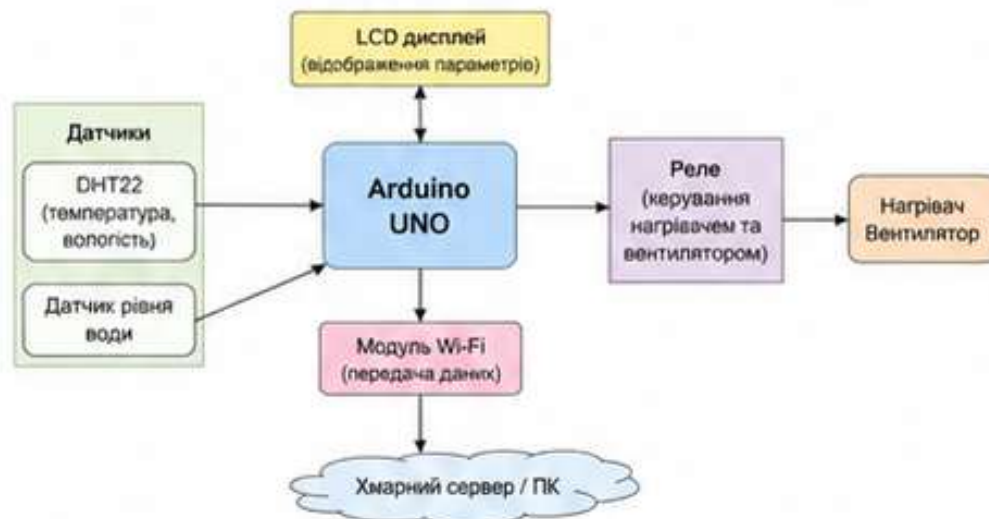 LCD дисплей
(відображення параметрів)
Датчики
DHT22
(температура,
вологість)
Датчик рівня
води
Arduino
UNO
Реле
(керування
нагрівачем та
вентилятором)
Нагрівач
Вентилятор
Модуль Wi-Fi
(передача даних)
Хмарний сервер / ПК